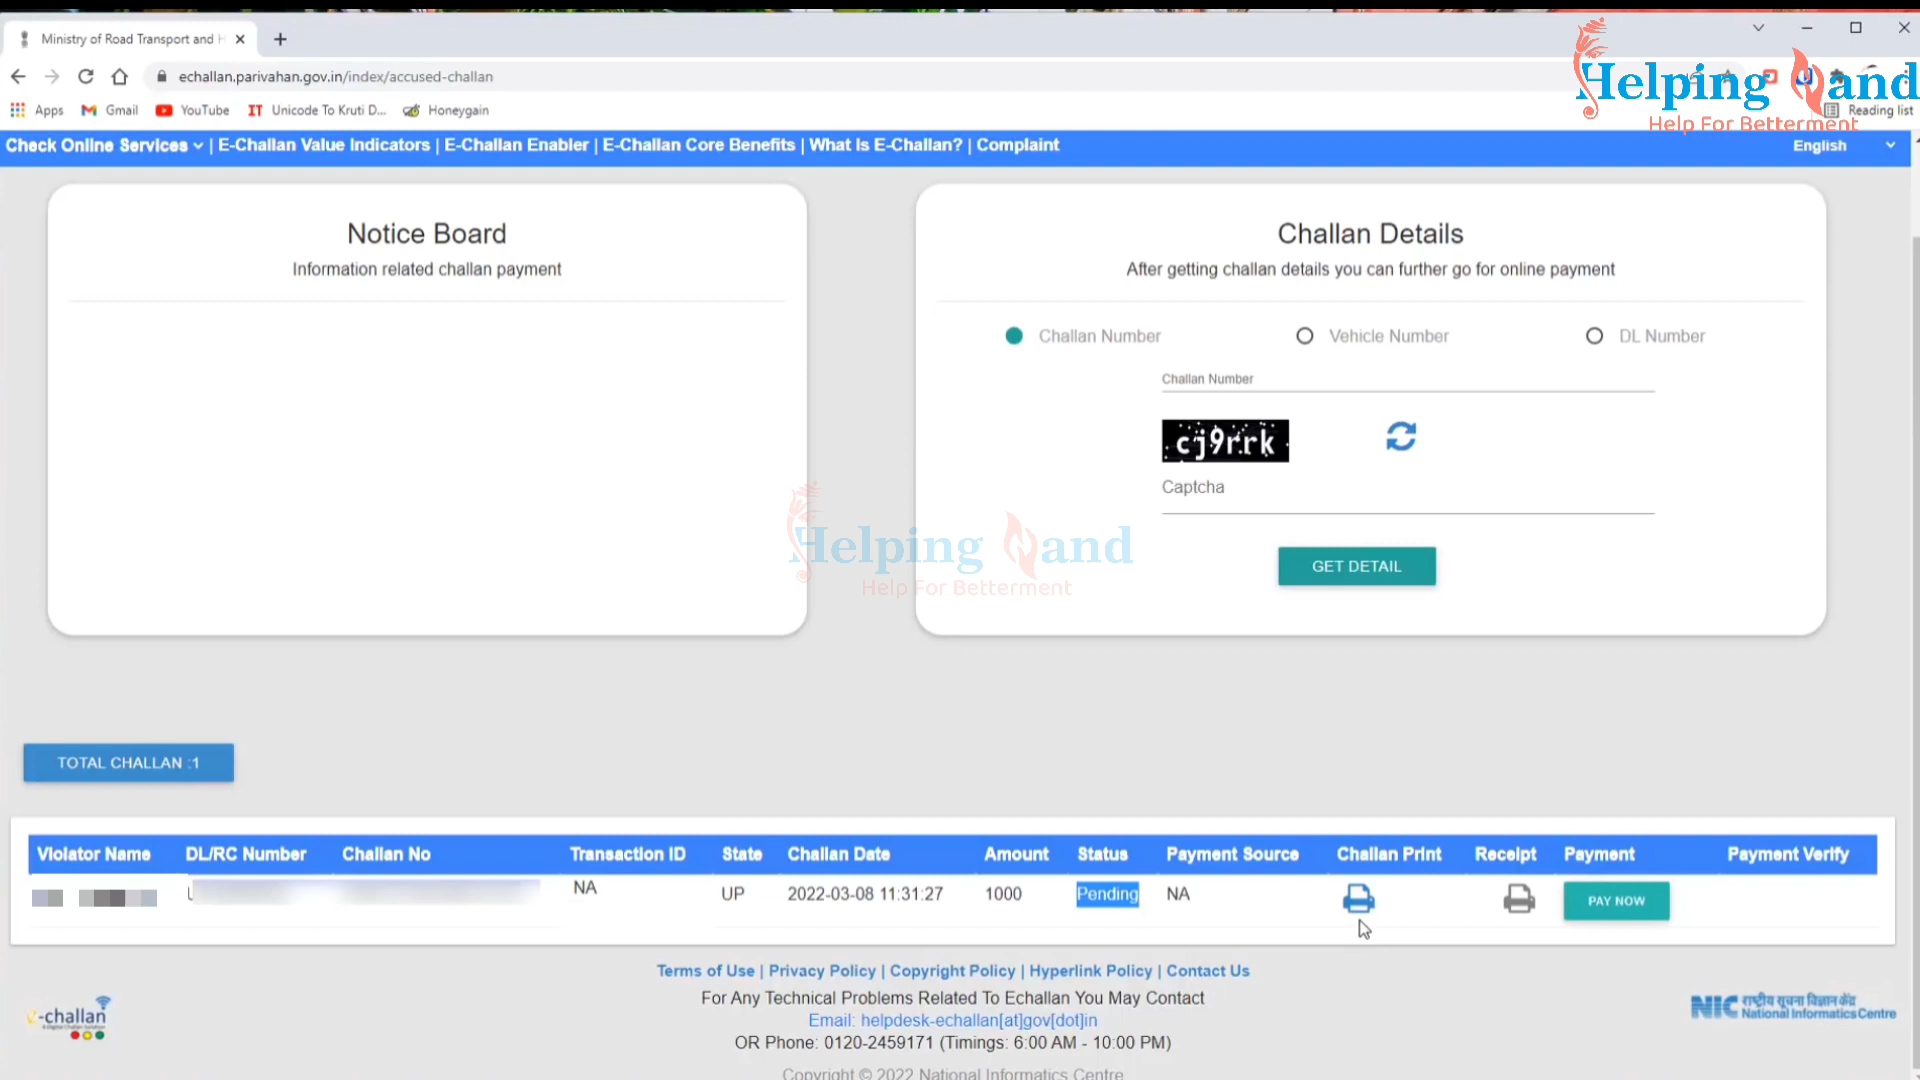 Ministry of Road Transport and H
echallan.parivahan.gov.in/index/accused-challan
Helping Hand
Help For Betterment
Apps Gmail YouTube Unicode To Kruti D... Honeygain Reading list
Check Online Services | E-Challan Value Indicators | E-Challan Enabler | E-Challan Core Benefits | What Is E-Challan? | Complaint English
Notice Board
Information related challan payment
Challan Details
After getting challan details you can further go for online payment
Challan Number Vehicle Number DL Number
Challan Number
cj9rrk
Captcha
GET DETAIL
Helping Hand
Help For Betterment
TOTAL CHALLAN :1
Violator Name DL/RC Number Challan No Transaction ID State Challan Date Amount Status Payment Source Challan Print Receipt Payment Payment Verify
NA UP 2022-03-08 11:31:27 1000 Pending NA PAY NOW
Terms of Use | Privacy Policy | Copyright Policy | Hyperlink Policy | Contact Us
For Any Technical Problems Related To Echallan You May Contact
Email: helpdesk-echallan[at]gov[dot]in
OR Phone: 0120-2459171 (Timings: 6:00 AM - 10:00 PM)
Copyright © 2022 National Informatics Centre
e-challan
NIC राष्ट्रीय सूचना विज्ञान केंद्र
National Informatics Centre